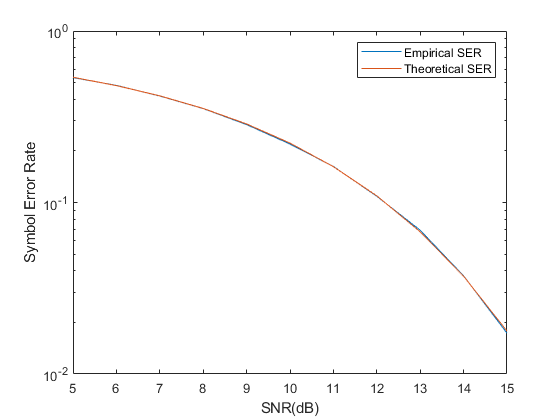 Empirical SER
Theoretical SER
10^0
10^-1
10^-2
Symbol Error Rate
5 6 7 8 9 10 11 12 13 14 15
SNR(dB)